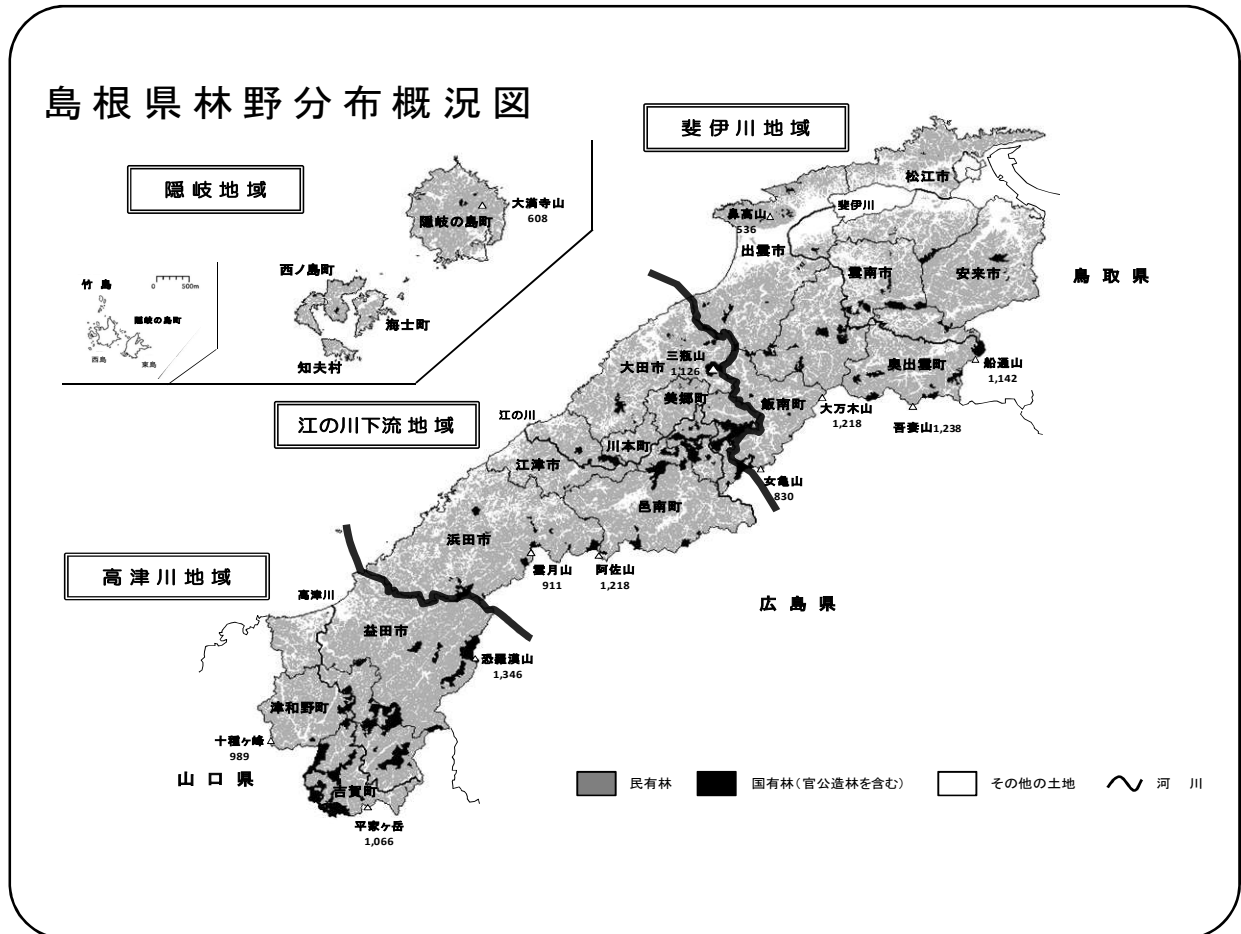 島根県林野分布概況図
斐伊川地域
隠岐地域
松江市
大満寺山
608
隠岐の島町
斐伊川
鼻高山
536
出雲市
雲南市
安来市
鳥取県
西ノ島町
竹島
0 500m
隠岐の島町
西島
東島
海士町
知夫村
三瓶山
1,126
大田市
奥出雲町
船通山
1,142
美郷町
飯南町
大万木山
1,218
吾妻山1,238
江の川
江の川下流地域
川本町
江津市
女亀山
830
邑南町
浜田市
雲月山
911
阿佐山
1,218
高津川地域
高津川
広島県
益田市
恐羅漢山
1,346
津和野町
十種ヶ峰
989
山口県
吉賀町
平家ヶ岳
1,066
民有林
国有林(官公造林を含む)
その他の土地
河 川